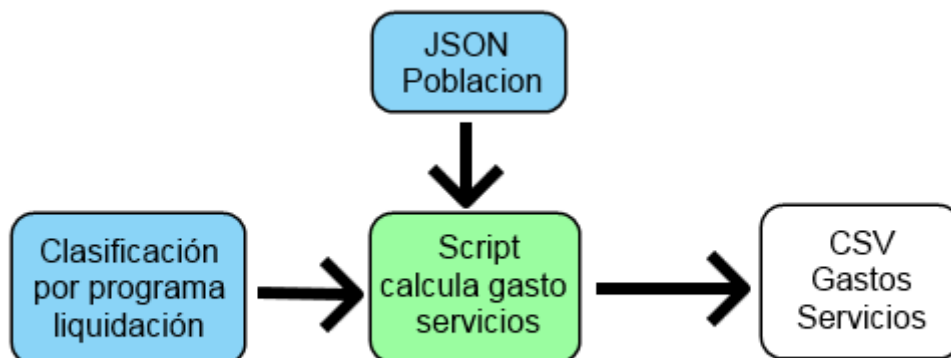 JSON
Poblacion
Clasificación
por programa
liquidación
Script
calcula gasto
servicios
CSV
Gastos
Servicios